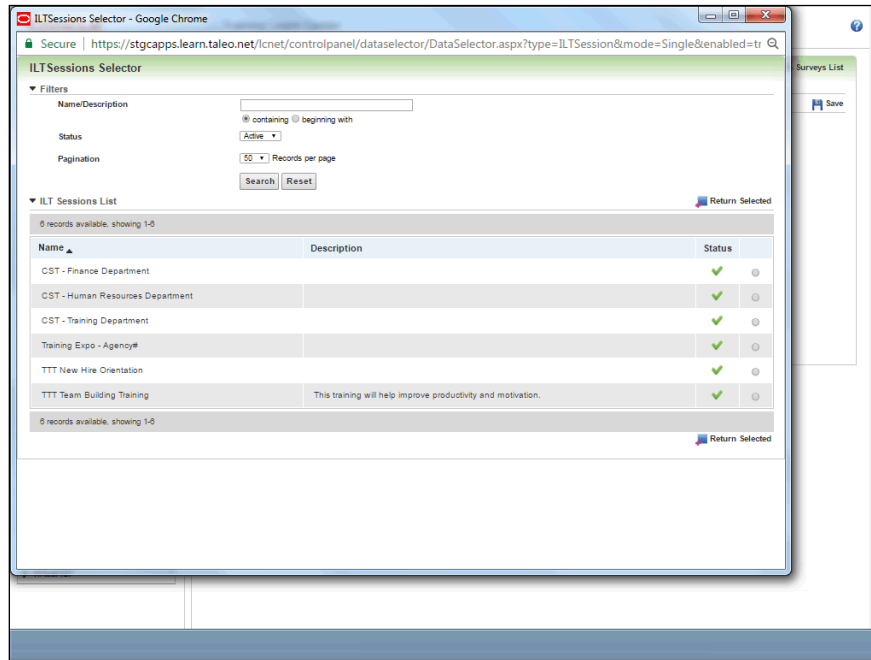 ILTSessions Selector - Google Chrome
Secure | https://stgcapps.learn.taleo.net/lcnet/controlpanel/dataselector/DataSelector.aspx?type=ILTSession&mode=Single&enabled=tr
ILTSessions Selector
Surveys List
Filters
Name/Description
Save
containing beginning with
Status Active
Pagination 50 Records per page
Search Reset
ILT Sessions List Return Selected
6 records available, showing 1-6
Name Description Status
CST - Finance Department
CST - Human Resources Department
CST - Training Department
Training Expo - Agency#
TTT New Hire Orientation
TTT Team Building Training This training will help improve productivity and motivation.
6 records available, showing 1-6
Return Selected